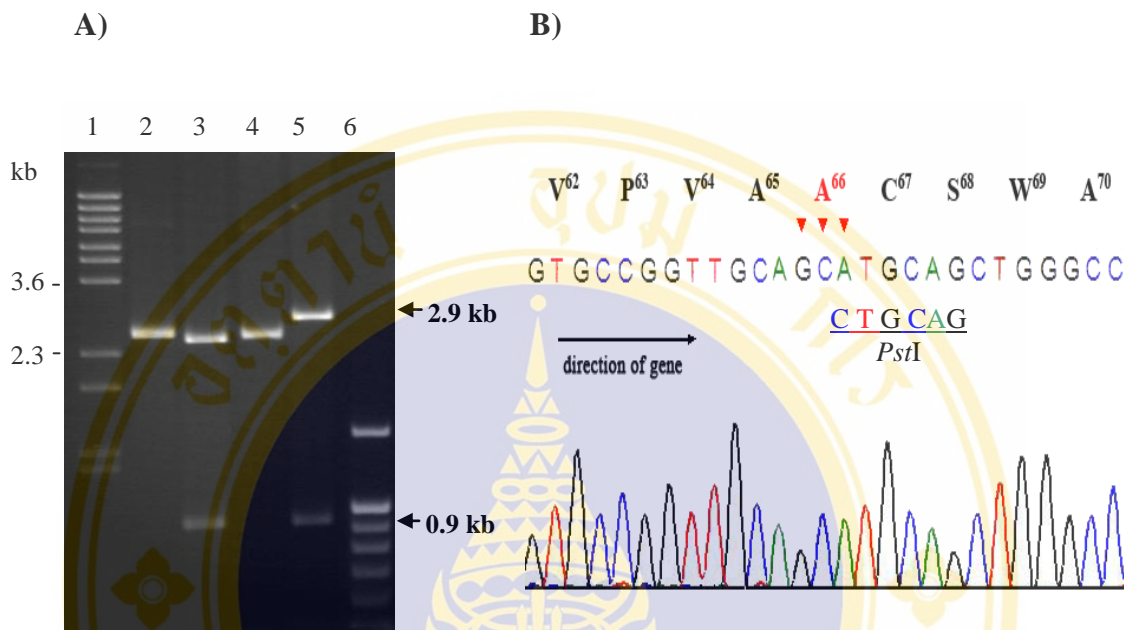 A)
B)
1 2 3 4 5 6
kb
3.6 -
2.3 -
2.9 kb
0.9 kb
V62 P63 V64 A65 A66 C67 S68 W69 A70
GTGCCGGTTGCAGCATGCAGCTGGGCC
CTGCAG
PstI
direction of gene